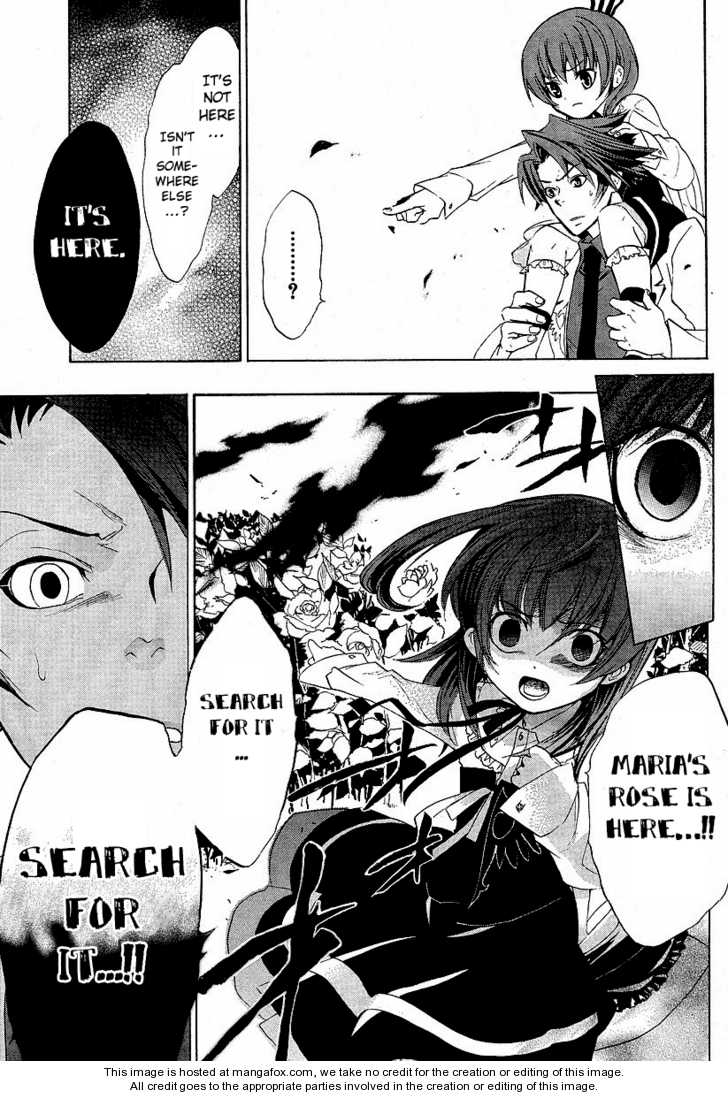 .........?
IT'S
NOT
HERE
...
ISN'T
IT
SOME-
WHERE
ELSE
...?
IT'S
HERE.
MARIA'S
ROSE IS
HERE...!!
SEARCH
FOR IT
...
SEARCH
FOR
IT...!!
This image is hosted at mangafox.com, we take no credit for the creation or editing of this image.
All credit goes to the appropriate parties involved in the creation or editing of this image.